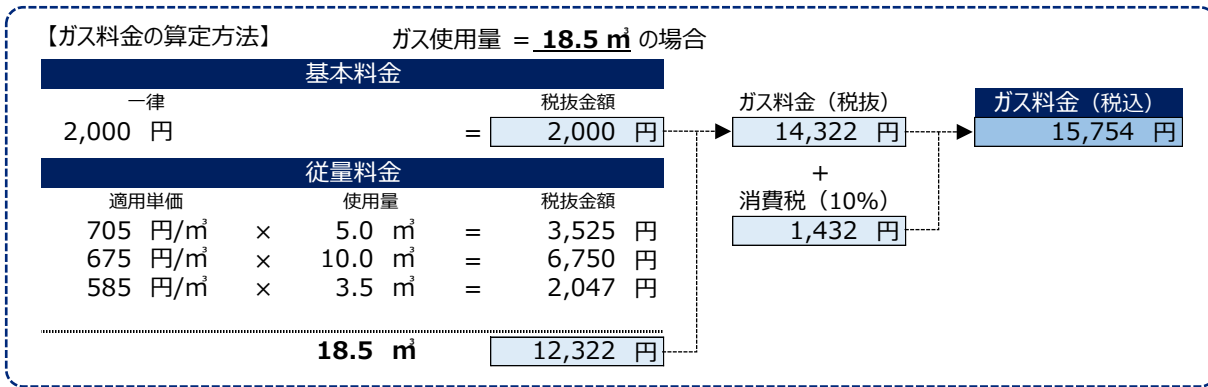 【ガス料金の算定方法】 ガス使用量 = 18.5 ㎥ の場合
基本料金
一律 税抜金額
2,000 円 = 2,000 円
従量料金
適用単価 使用量 税抜金額
705 円/㎥ × 5.0 ㎥ = 3,525 円
675 円/㎥ × 10.0 ㎥ = 6,750 円
585 円/㎥ × 3.5 ㎥ = 2,047 円
18.5 ㎥ 12,322 円
ガス料金（税抜）
14,322 円
+
消費税（10%）
1,432 円
ガス料金（税込）
15,754 円